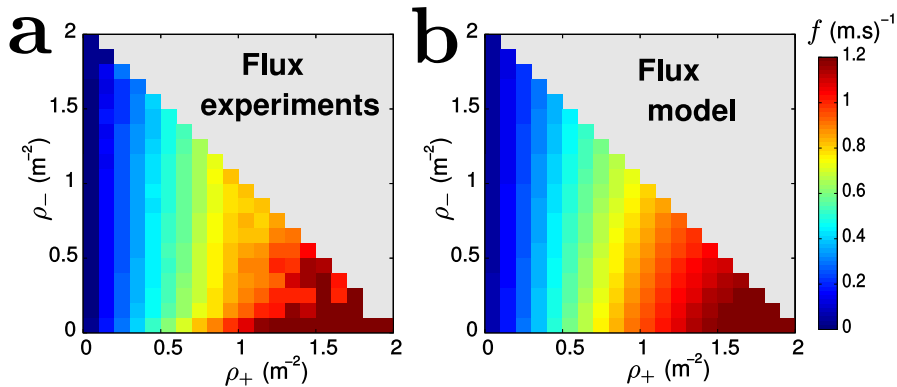 a
Flux
experiments
2
1.5
1
0.5
0
ρ₋ (m⁻²)
0 0.5 1 1.5 2
ρ₊ (m⁻²)
b
Flux
model
2
1.5
1
0.5
0
ρ₋ (m⁻²)
0 0.5 1 1.5 2
ρ₊ (m⁻²)
f (m.s)⁻¹
1.2
1
0.8
0.6
0.4
0.2
0